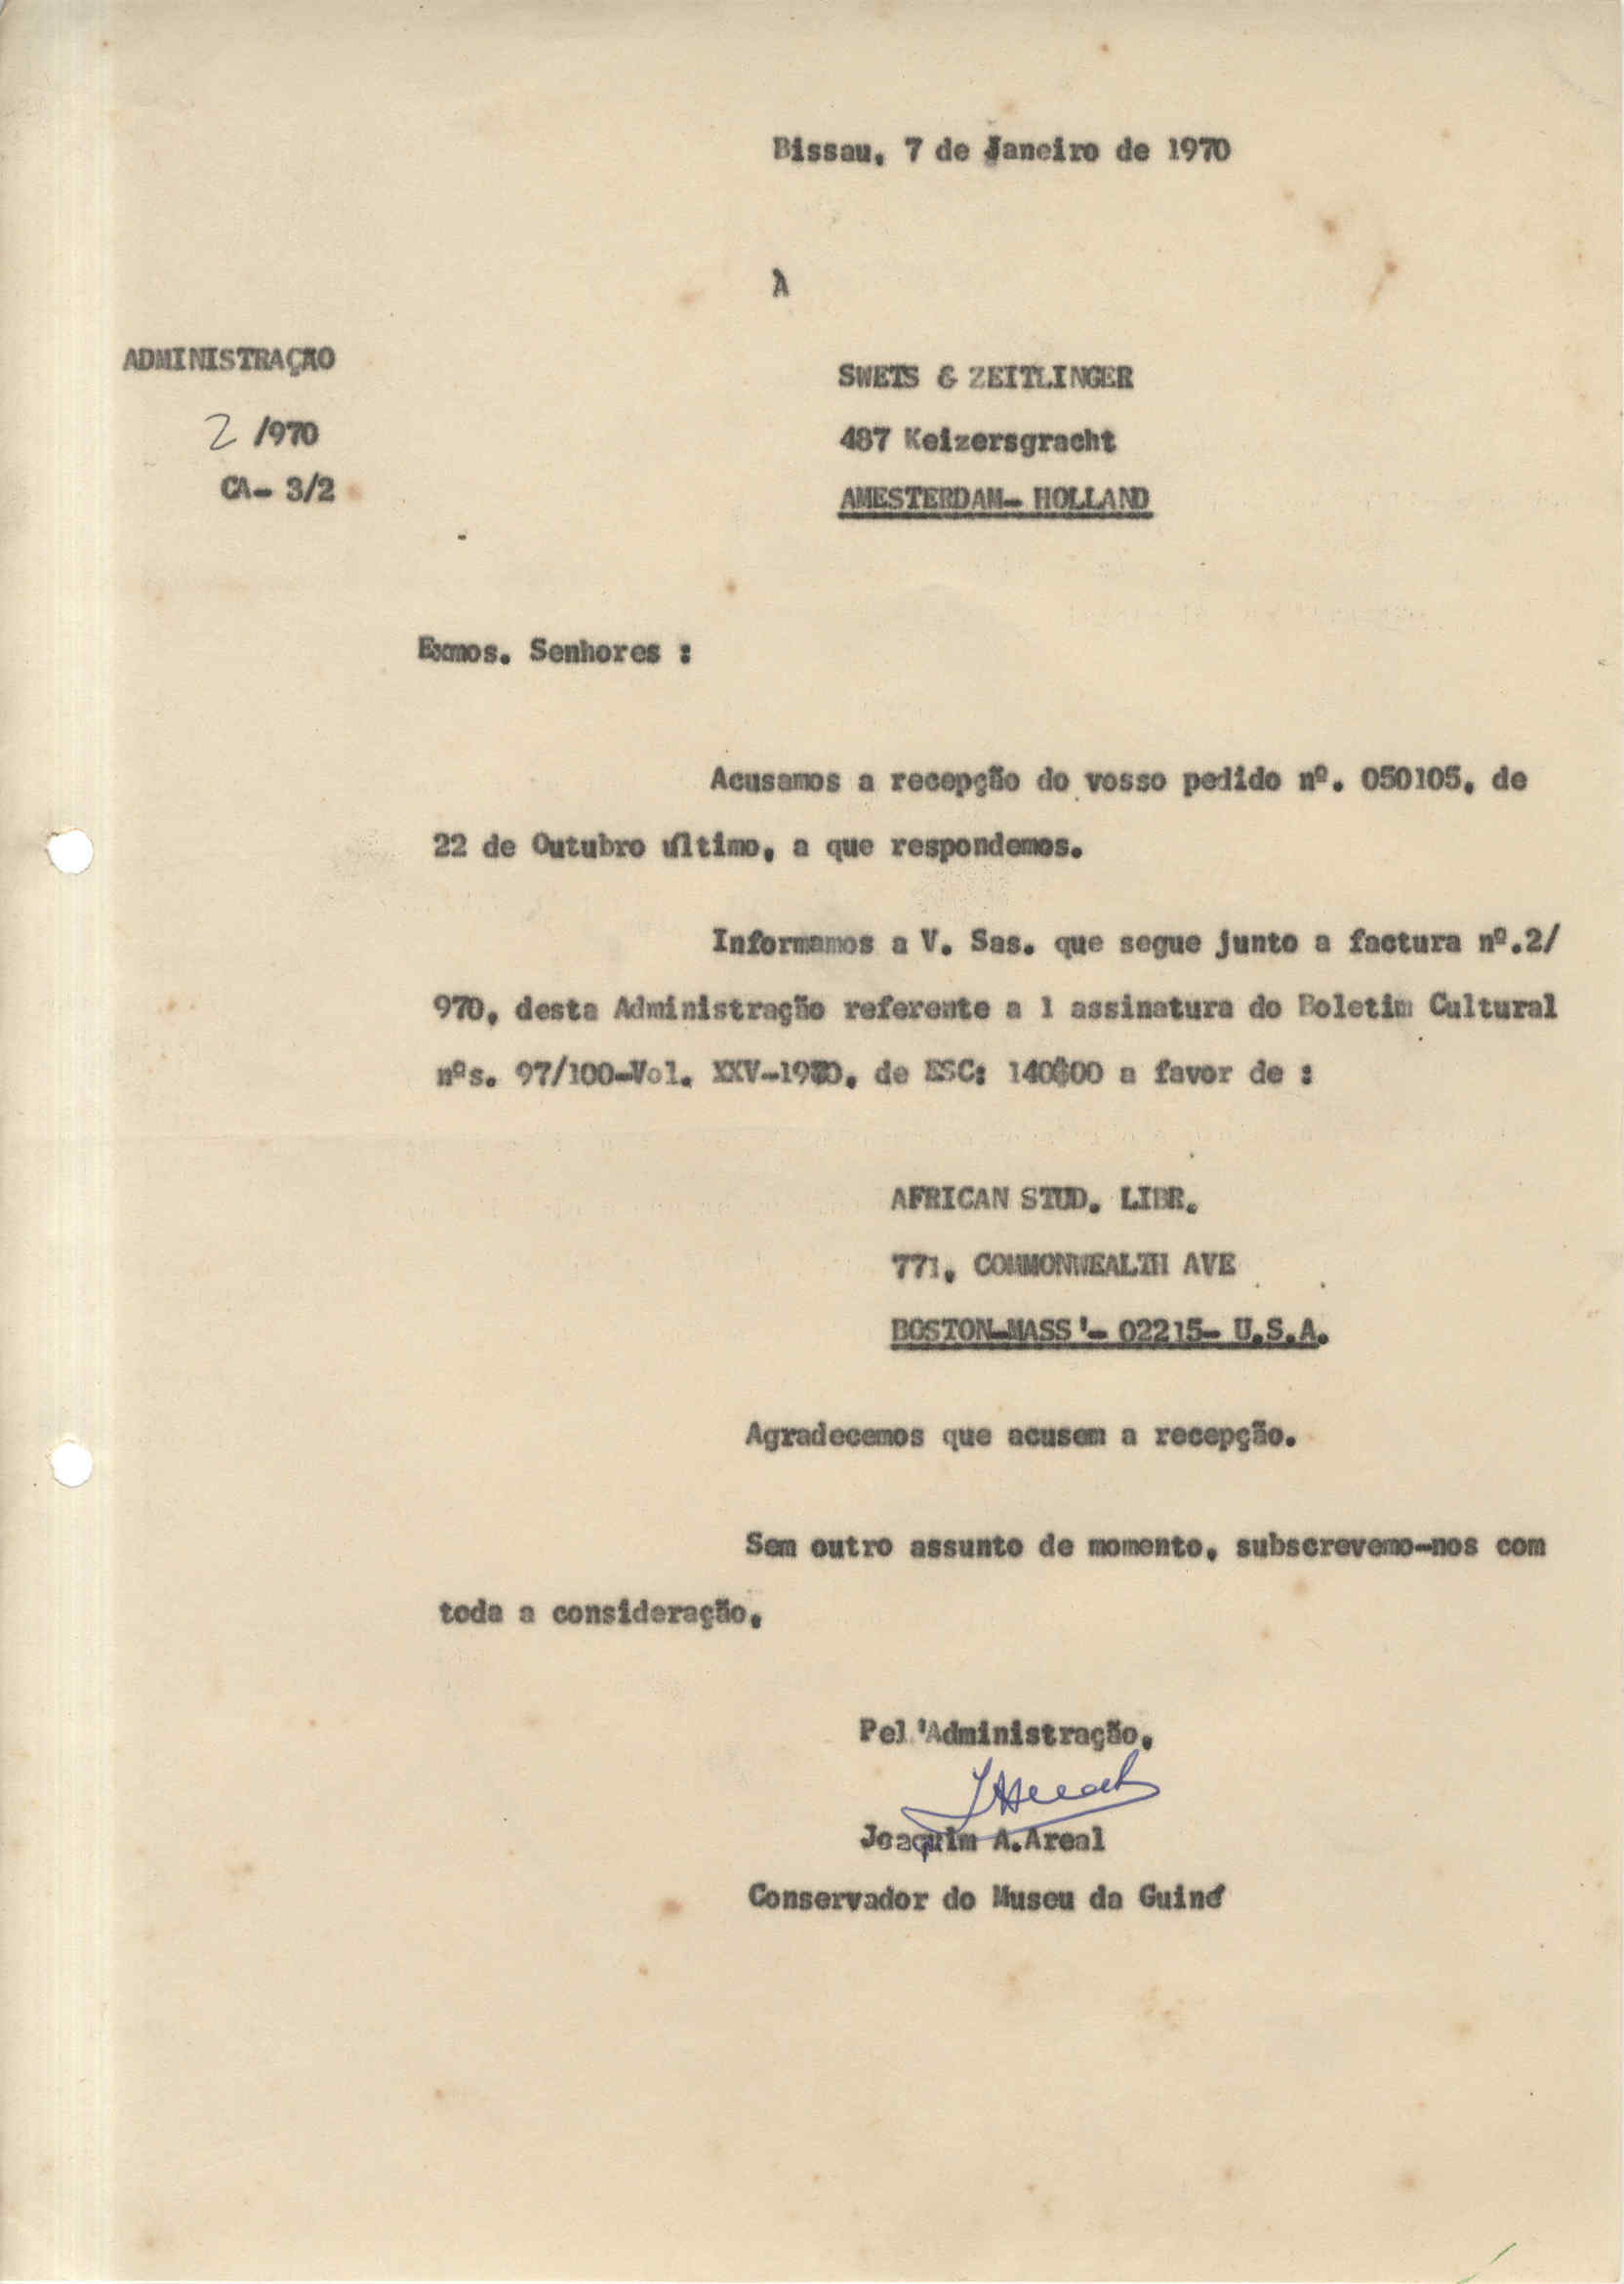 Bissau, 7 de Janeiro de 1970
À
ADMINISTRAÇÃO
2 /970
CA- 3/2
SWETS & ZEITLINGER
487 Keizersgracht
AMESTERDAM- HOLLAND
Exmos. Senhores :
Acusamos a recepção do vosso pedido nº. 050105, de
22 de Outubro último, a que respondemos.
Informamos a V. Sas. que segue junto a factura nº.2/
970, desta Administração referente a 1 assinatura do Boletim Cultural
nºs. 97/100-Vol. XXV-1970, de ESC: 140$00 a favor de :
AFRICAN STUD. LIBR.
771, COMMONWEALTH AVE
BOSTON-MASS'- 02215- U.S.A.
Agradecemos que acusem a recepção.
Sem outro assunto de momento, subscrevemo-nos com
toda a consideração.
Pel'Administração,
Joaquim A.Areal
Conservador do Museu da Guiné